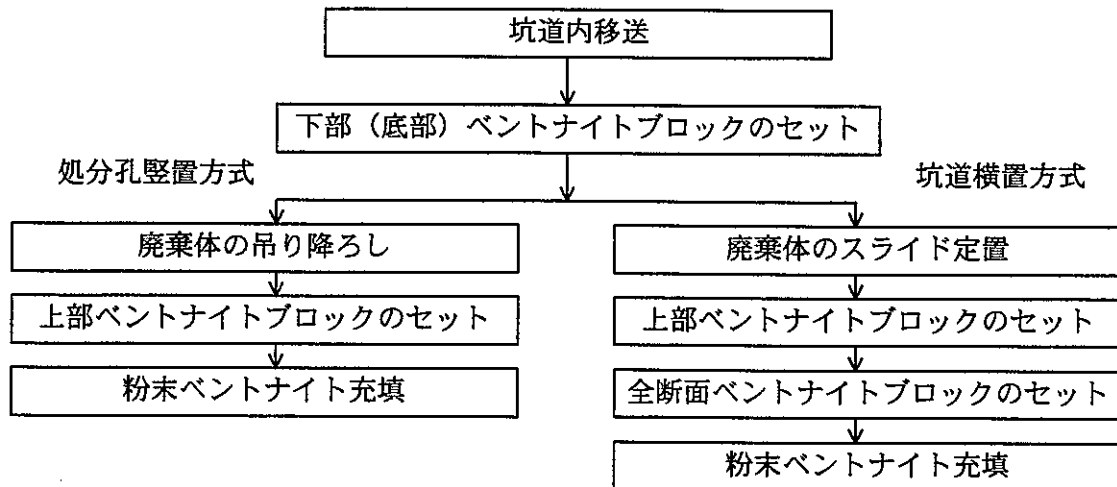 坑道内移送
下部（底部）ベントナイトブロックのセット
処分孔竪置方式
坑道横置方式
廃棄体の吊り降ろし
廃棄体のスライド定置
上部ベントナイトブロックのセット
上部ベントナイトブロックのセット
粉末ベントナイト充填
全断面ベントナイトブロックのセット
粉末ベントナイト充填